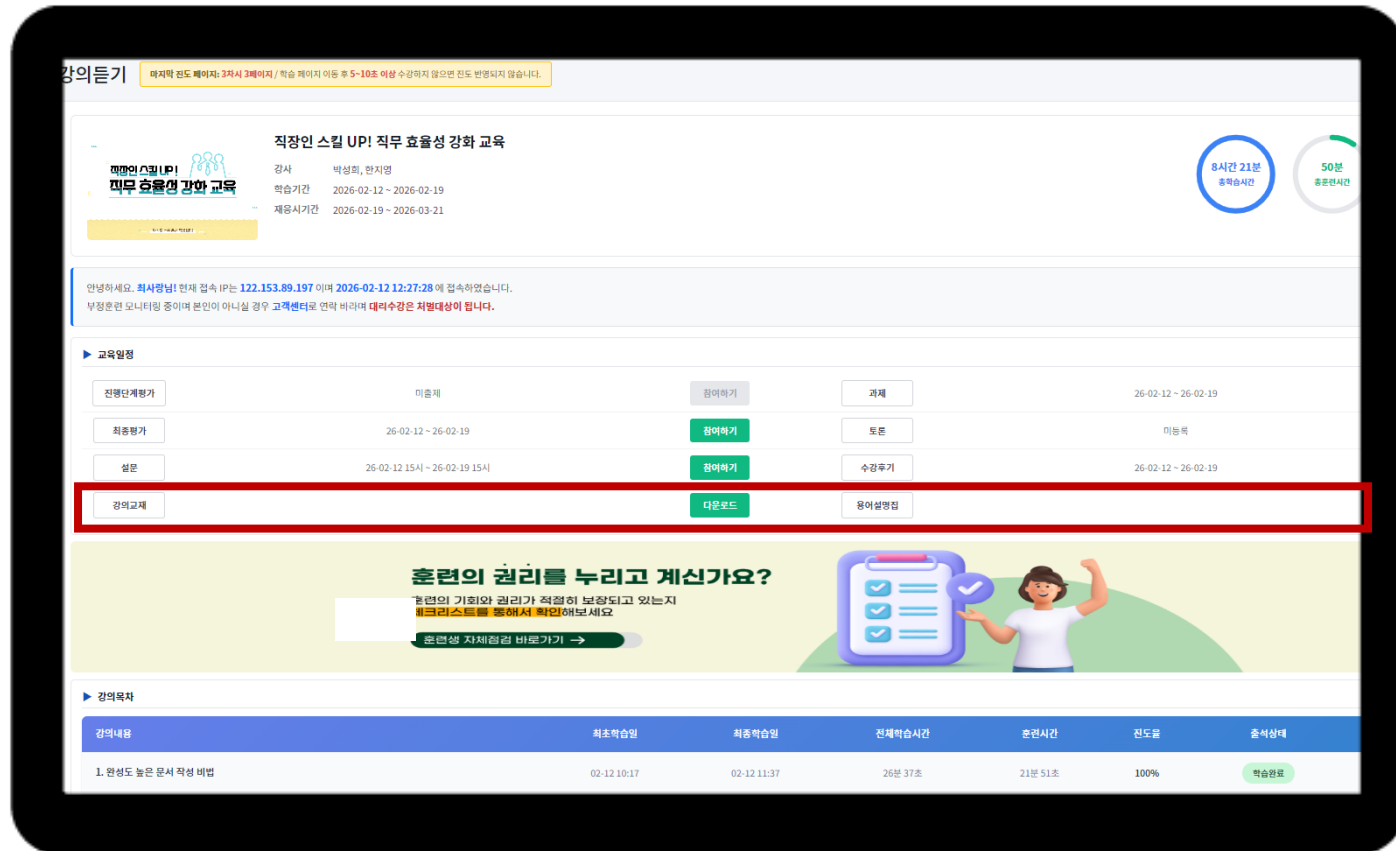 강의듣기
마지막 진도 페이지: 3차시 3페이지 / 학습 페이지 이동 후 5~10초 이상 수강하지 않으면 진도 반영되지 않습니다.
직장인 스킬 UP!
직무 효율성 강화 교육
직장인 스킬 UP! 직무 효율성 강화 교육
강사 박성희, 한지영
학습기간 2026-02-12 ~ 2026-02-19
재응시기간 2026-02-19 ~ 2026-03-21
8시간 21분
총학습시간
50분
총훈련시간
안녕하세요. 최사랑님! 현재 접속 IP는 122.153.89.197 이며 2026-02-12 12:27:28 에 접속하였습니다.
부정훈련 모니터링 중이며 본인이 아니실 경우 고객센터로 연락 바라며 대리수강은 처벌대상이 됩니다.
▶ 교육일정
진행단계평가 미출제 참여하기 과제 26-02-12 ~ 26-02-19
최종평가 26-02-12 ~ 26-02-19 참여하기 토론 미등록
설문 26-02-12 15시 ~ 26-02-19 15시 참여하기 수강후기 26-02-12 ~ 26-02-19
강의교재 다운로드 용어설명집
훈련의 권리를 누리고 계신가요?
훈련의 기회와 권리가 적절히 보장되고 있는지
체크리스트를 통해서 확인해보세요
훈련생 자체점검 바로가기 →
▶ 강의목차
강의내용 최초학습일 최종학습일 전체학습시간 훈련시간 진도율 출석상태
1. 완성도 높은 문서 작성 비법 02-12 10:17 02-12 11:37 26분 37초 21분 51초 100% 학습완료